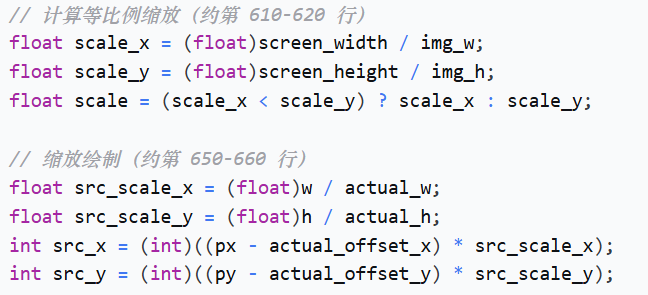 // 计算等比例缩放（约第 610-620 行）
float scale_x = (float)screen_width / img_w;
float scale_y = (float)screen_height / img_h;
float scale = (scale_x < scale_y) ? scale_x : scale_y;
// 缩放绘制（约第 650-660 行）
float src_scale_x = (float)w / actual_w;
float src_scale_y = (float)h / actual_h;
int src_x = (int)((px - actual_offset_x) * src_scale_x);
int src_y = (int)((py - actual_offset_y) * src_scale_y);